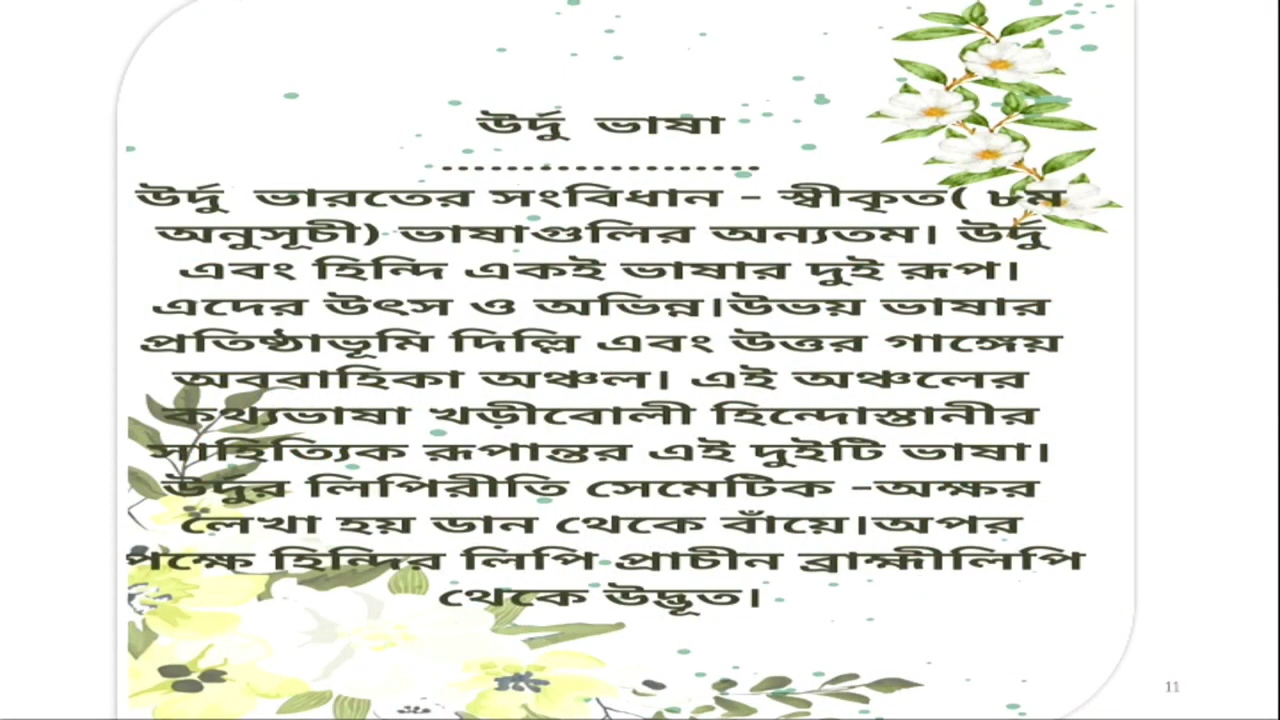 উর্দু ভাষা
....................
উর্দু ভারতের সংবিধান - স্বীকৃত( ৮ম
অনুসূচী) ভাষাগুলির অন্যতম। উর্দু
এবং হিন্দি একই ভাষার দুই রূপ।
এদের উৎস ও অভিন্ন।উভয় ভাষার
প্রতিষ্ঠাভূমি দিল্লি এবং উত্তর গাঙ্গেয়
অববাহিকা অঞ্চল। এই অঞ্চলের
কথ্যভাষা খড়ীবোলী হিন্দোস্তানীর
সাহিত্যিক রূপান্তর এই দুইটি ভাষা।
উর্দুর লিপিরীতি সেমেটিক -অক্ষর
লেখা হয় ডান থেকে বাঁয়ে।অপর
পক্ষে হিন্দির লিপি প্রাচীন ব্রাহ্মীলিপি
থেকে উদ্ভূত।
11